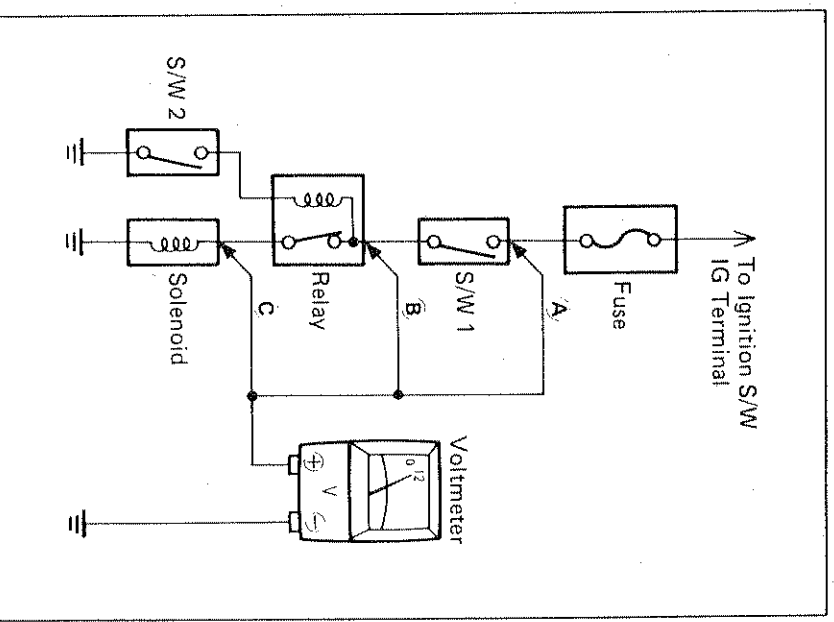 To Ignition S/W
IG Terminal
Fuse
A
S/W 1
B
Relay
C
S/W 2
Solenoid
Voltmeter
0 12
V